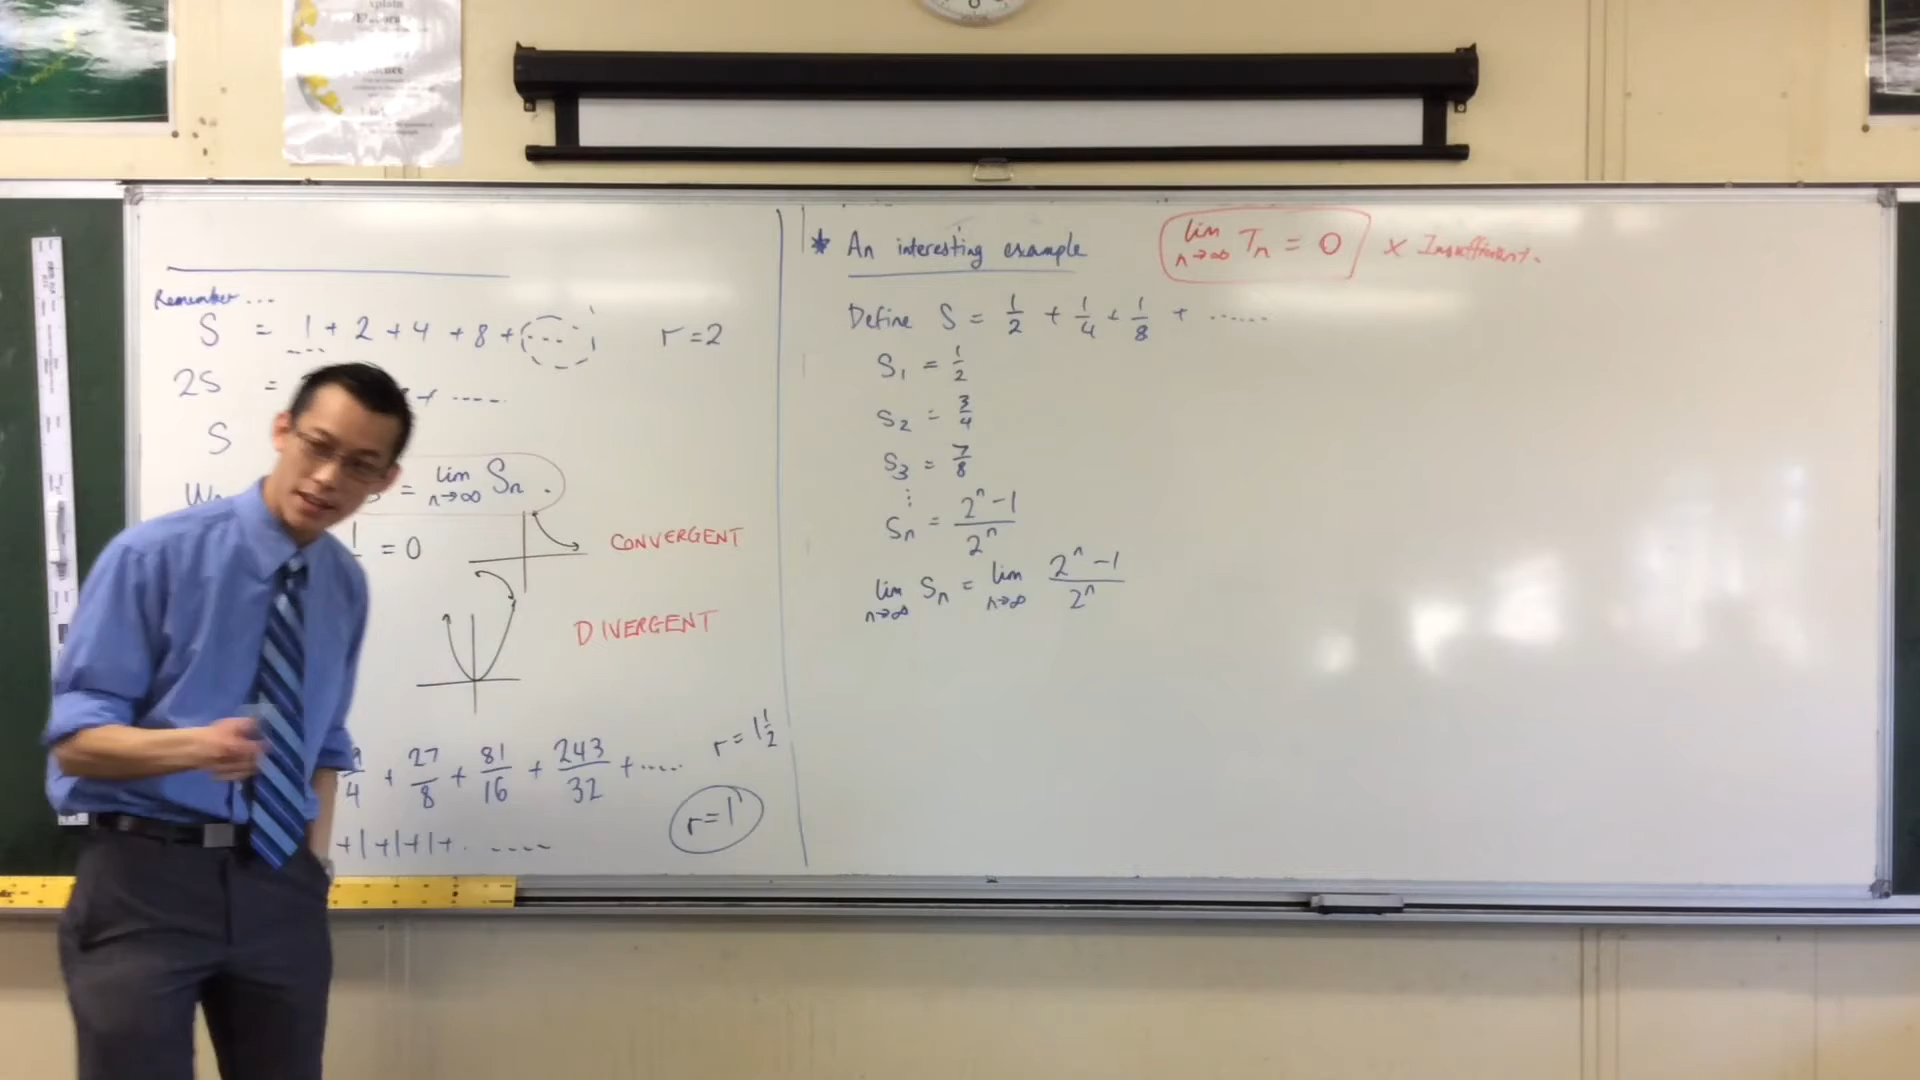 Remember...
S = 1 + 2 + 4 + 8 + ... r = 2
2S = + .....
S
= lim n→∞ Sn .
= 0
CONVERGENT
DIVERGENT
/4 + 27/8 + 81/16 + 243/32 + ..... r = 1 1/2
+1+1+1+. ..... r=1
* An interesting example
lim n→∞ Tn = 0 × Insufficient.
Define S = 1/2 + 1/4 + 1/8 + ......
S1 = 1/2
S2 = 3/4
S3 = 7/8
⋮
Sn = (2^n - 1)/2^n
lim n→∞ Sn = lim n→∞ (2^n - 1)/2^n